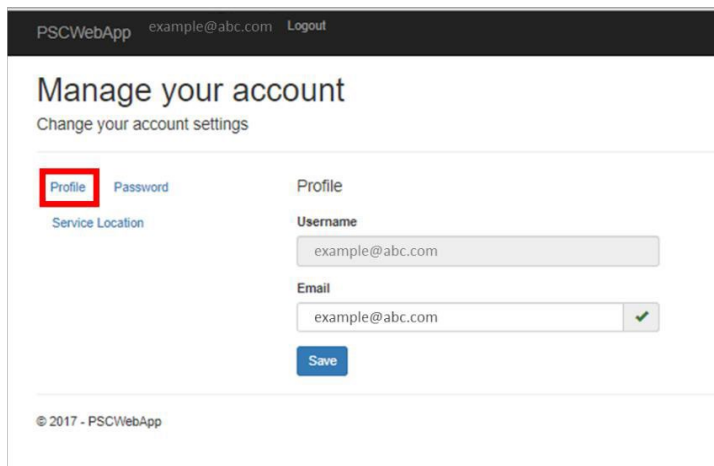 PSCWebApp example@abc.com Logout
Manage your account
Change your account settings
Profile Password
Service Location
Profile
Username
example@abc.com
Email
example@abc.com
Save
© 2017 - PSCWebApp